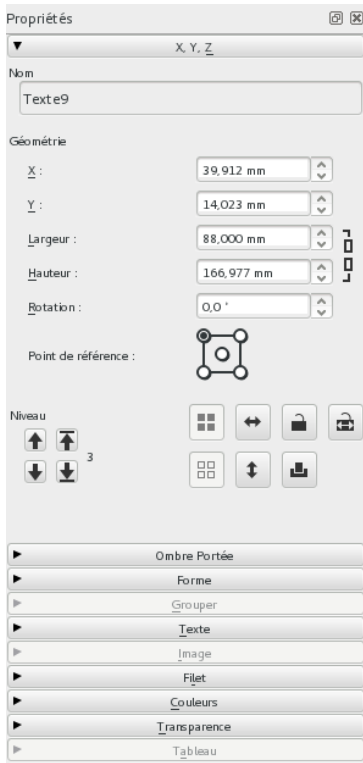 Propriétés
X, Y, Z
Nom
Texte9
Géométrie
X :
39,912 mm
Y :
14,023 mm
Largeur :
88,000 mm
Hauteur :
166,977 mm
Rotation :
0,0 °
Point de référence :
Niveau
3
Ombre Portée
Forme
Grouper
Texte
Image
Filet
Couleurs
Transparence
Tableau